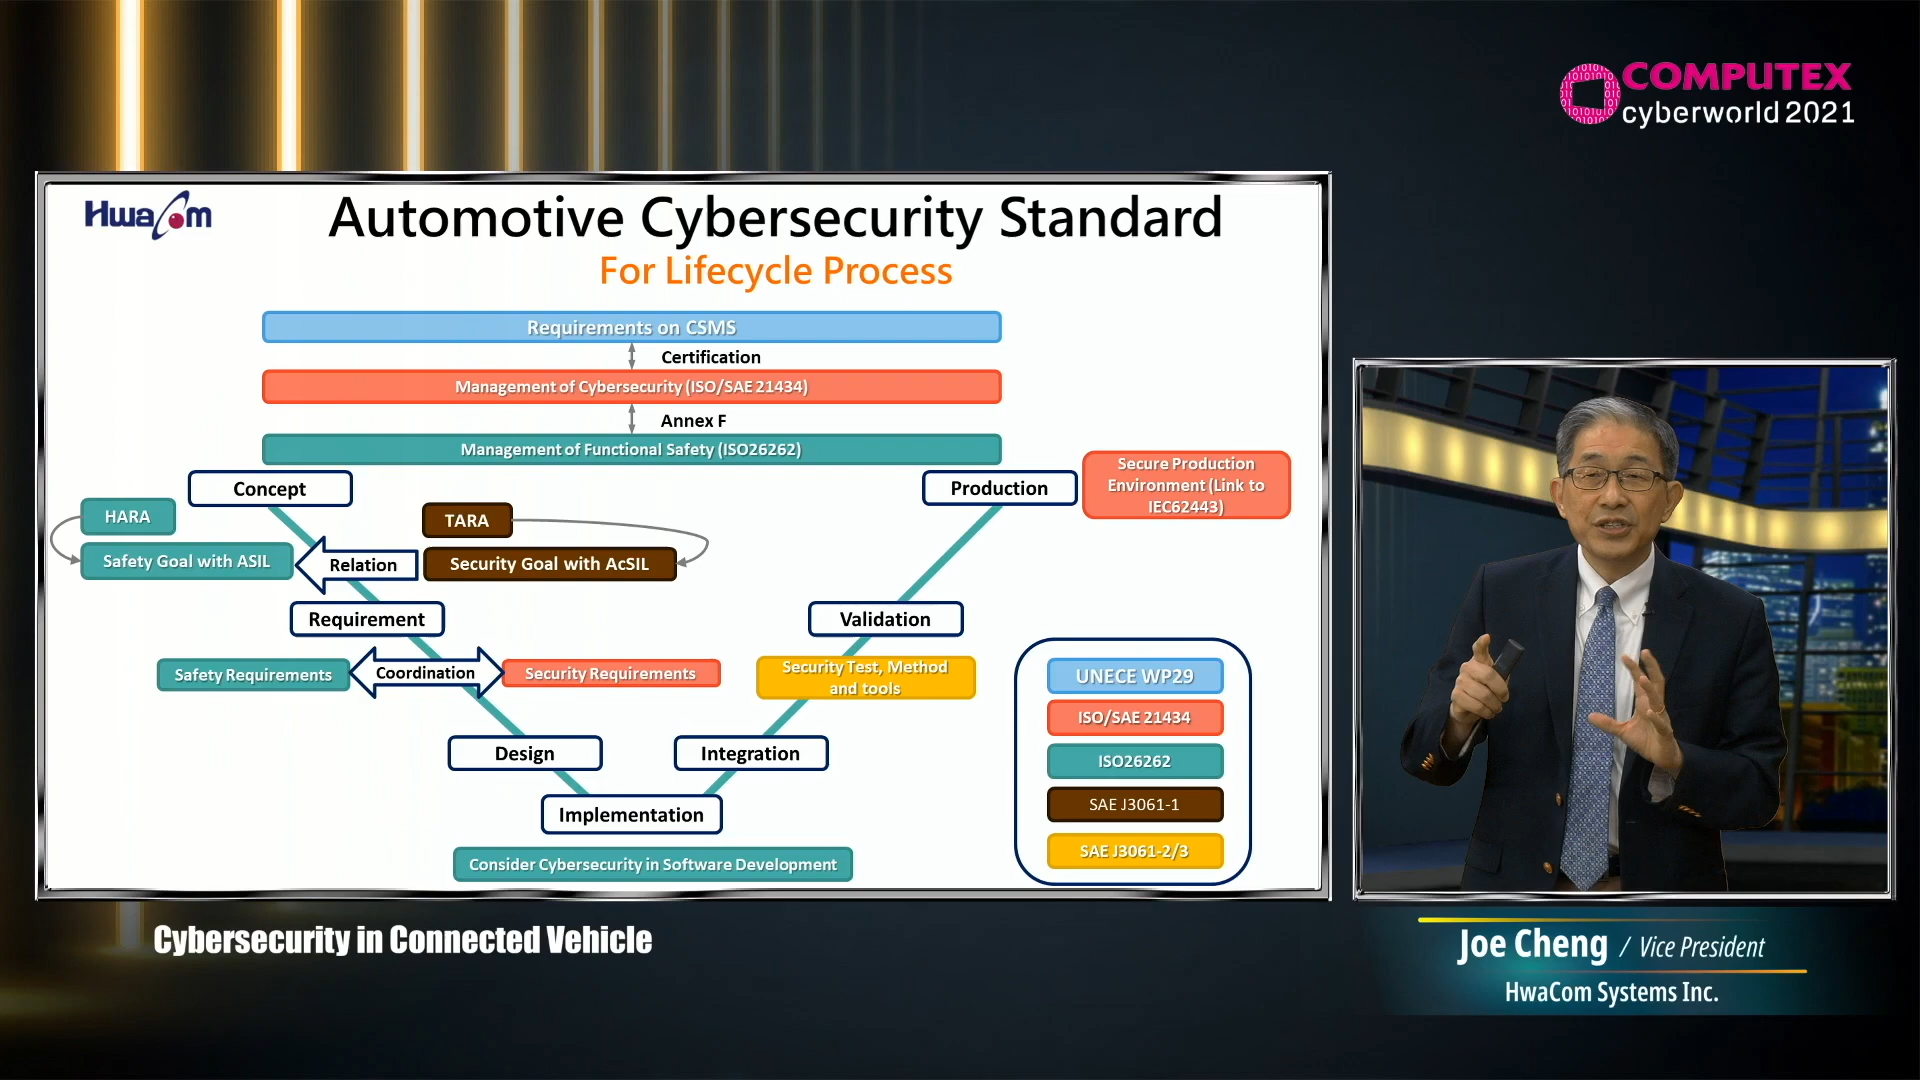 COMPUTEX
cyberworld 2021
HwaCom
Automotive Cybersecurity Standard
For Lifecycle Process
Requirements on CSMS
Certification
Management of Cybersecurity (ISO/SAE 21434)
Annex F
Management of Functional Safety (ISO26262)
Concept
Production
Secure Production
Environment (Link to
IEC62443)
HARA
TARA
Safety Goal with ASIL
Relation
Security Goal with AcSIL
Requirement
Validation
Safety Requirements
Coordination
Security Requirements
Security Test, Method
and tools
Design
Integration
Implementation
Consider Cybersecurity in Software Development
UNECE WP29
ISO/SAE 21434
ISO26262
SAE J3061-1
SAE J3061-2/3
Cybersecurity in Connected Vehicle
Joe Cheng / Vice President
HwaCom Systems Inc.